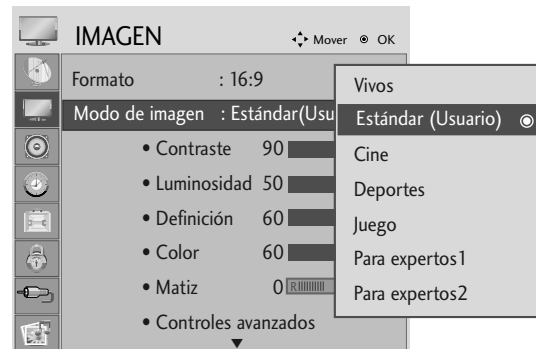 IMAGEN
Mover OK
Formato : 16:9
Modo de imagen : Estándar(Usu
• Contraste 90
• Luminosidad 50
• Definición 60
• Color 60
• Matiz 0 R
• Controles avanzados
Vivos
Estándar (Usuario)
Cine
Deportes
Juego
Para expertos1
Para expertos2